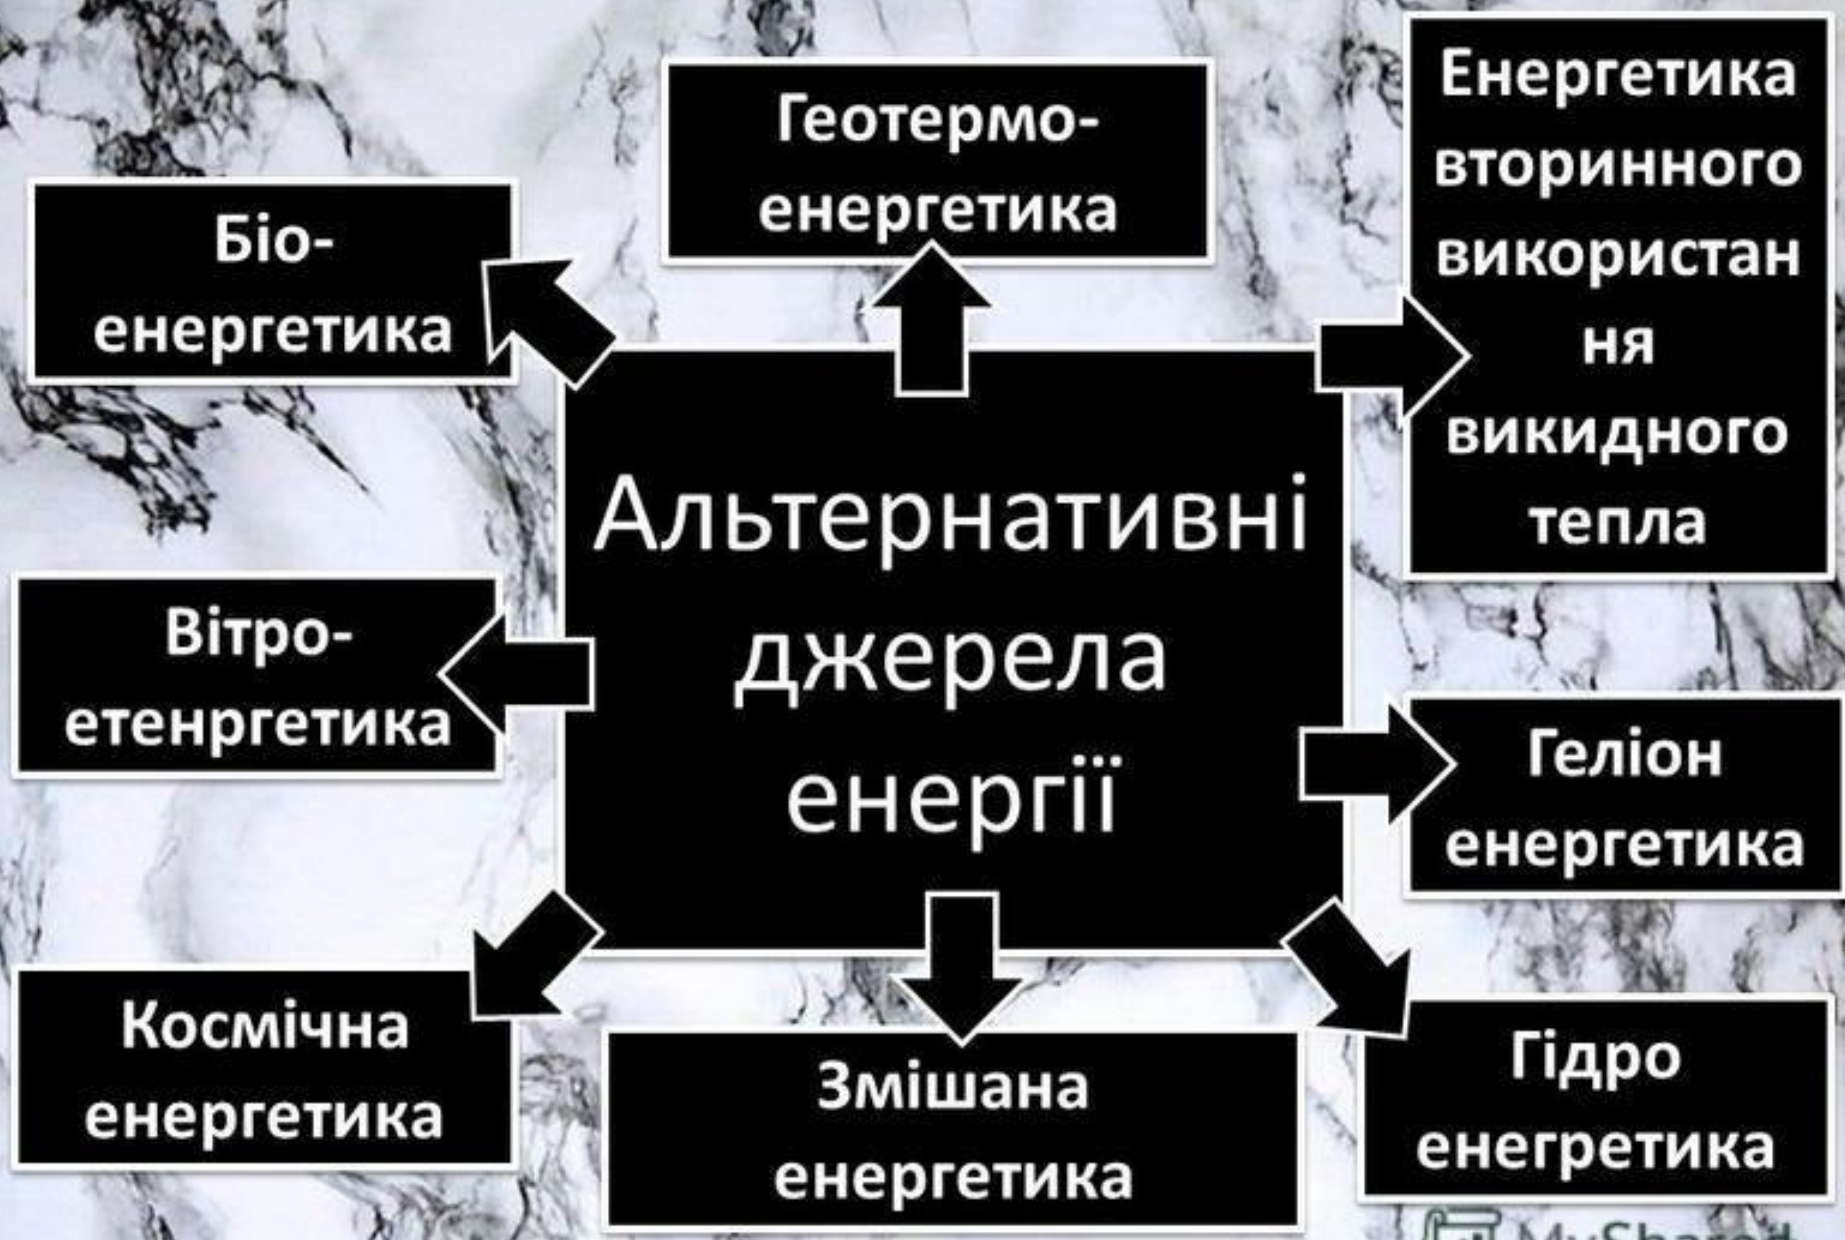 Геотермо-
енергетика
Енергетика
вторинного
використан
ня
викидного
тепла
Біо-
енергетика
Альтернативні
джерела
енергії
Вітро-
етенргетика
Геліон
енергетика
Космічна
енергетика
Змішана
енергетика
Гідро
енегретика
MyShared